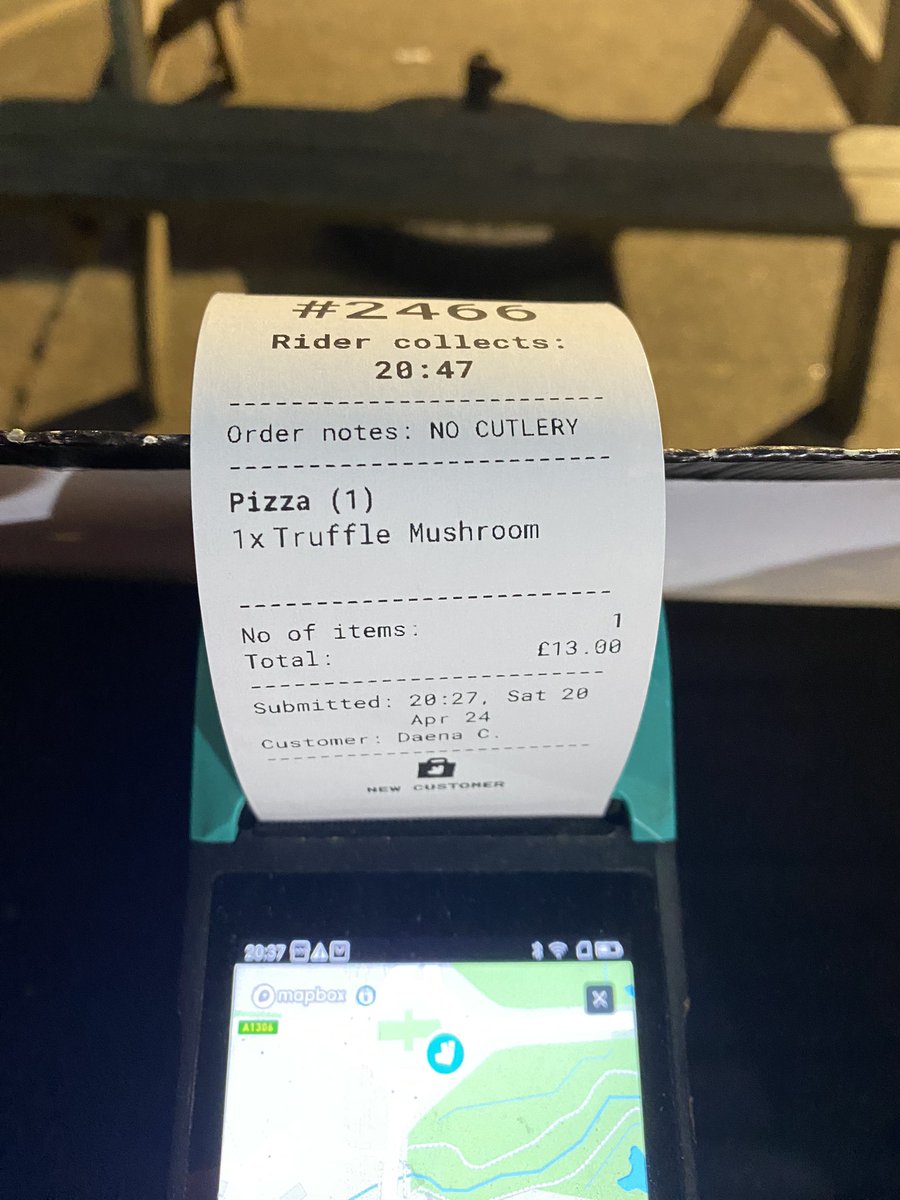 #2466
Rider collects:
20:47
Order notes: NO CUTLERY
Pizza (1)
1x Truffle Mushroom
No of items: 1
Total: £13.00
Submitted: 20:27, Sat 20
Apr 24
Customer: Daena C.
NEW CUSTOMER
20:37
mapbox
A1306